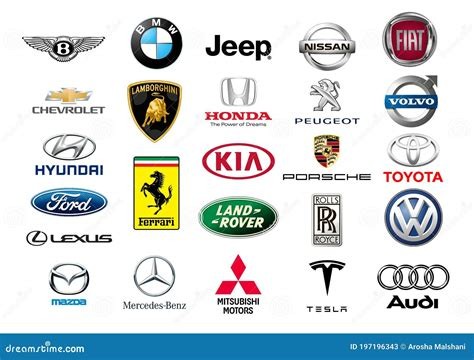 B
BMW
Jeep
NISSAN
FIAT
CHEVROLET
LAMBORGHINI
HONDA
The Power of Dreams
PEUGEOT
VOLVO
HYUNDAI
KIA
PORSCHE
TOYOTA
Ford
Ferrari
LAND-
ROVER
ROLLS
RR
ROYCE
LEXUS
mazda
Mercedes-Benz
MITSUBISHI
MOTORS
TESLA
Audi
dreamstime.com
ID 197196343 © Arosha Malshani